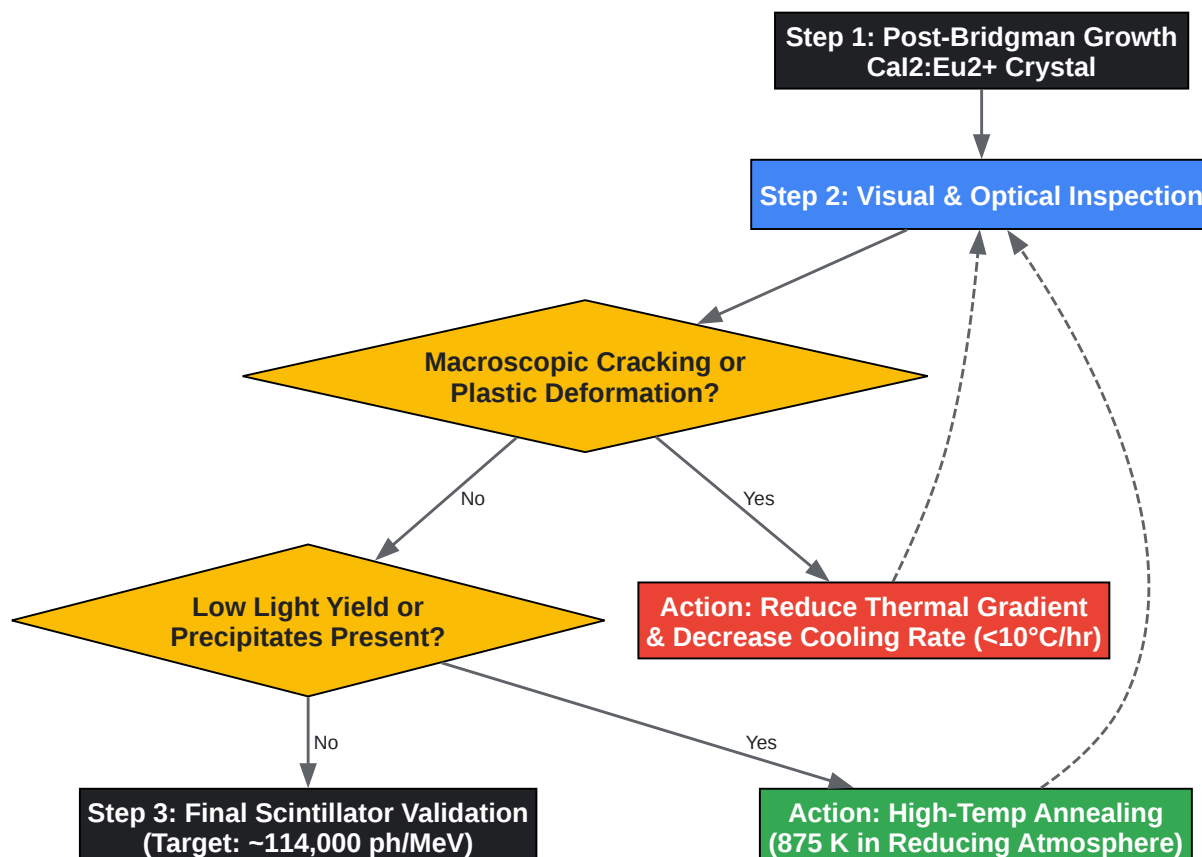 Step 1: Post-Bridgman Growth
CaI2:Eu2+ Crystal
Step 2: Visual & Optical Inspection
Macroscopic Cracking or
Plastic Deformation?
No
Yes
Low Light Yield or
Precipitates Present?
Action: Reduce Thermal Gradient
& Decrease Cooling Rate (<10°C/hr)
No
Yes
Step 3: Final Scintillator Validation
(Target: ~114,000 ph/MeV)
Action: High-Temp Annealing
(875 K in Reducing Atmosphere)